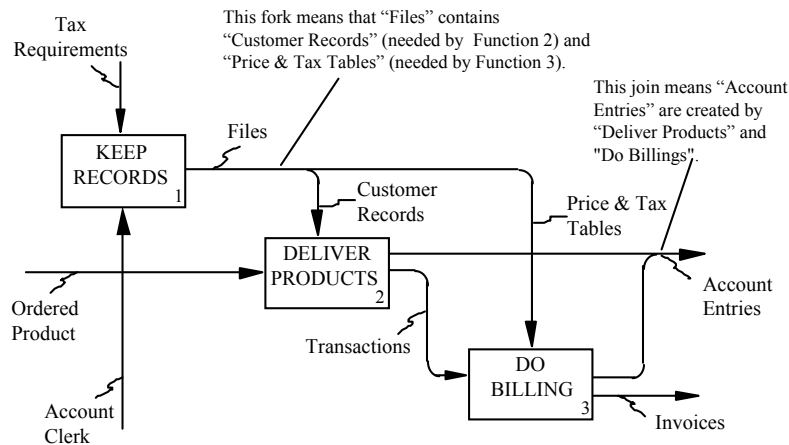 Tax
Requirements
This fork means that “Files” contains
“Customer Records” (needed by Function 2) and
“Price & Tax Tables” (needed by Function 3).
This join means “Account
Entries” are created by
“Deliver Products” and
"Do Billings".
Files
KEEP
RECORDS
1
Customer
Records
Price & Tax
Tables
DELIVER
PRODUCTS
2
Ordered
Product
Account
Entries
Transactions
DO
BILLING
3
Account
Clerk
Invoices